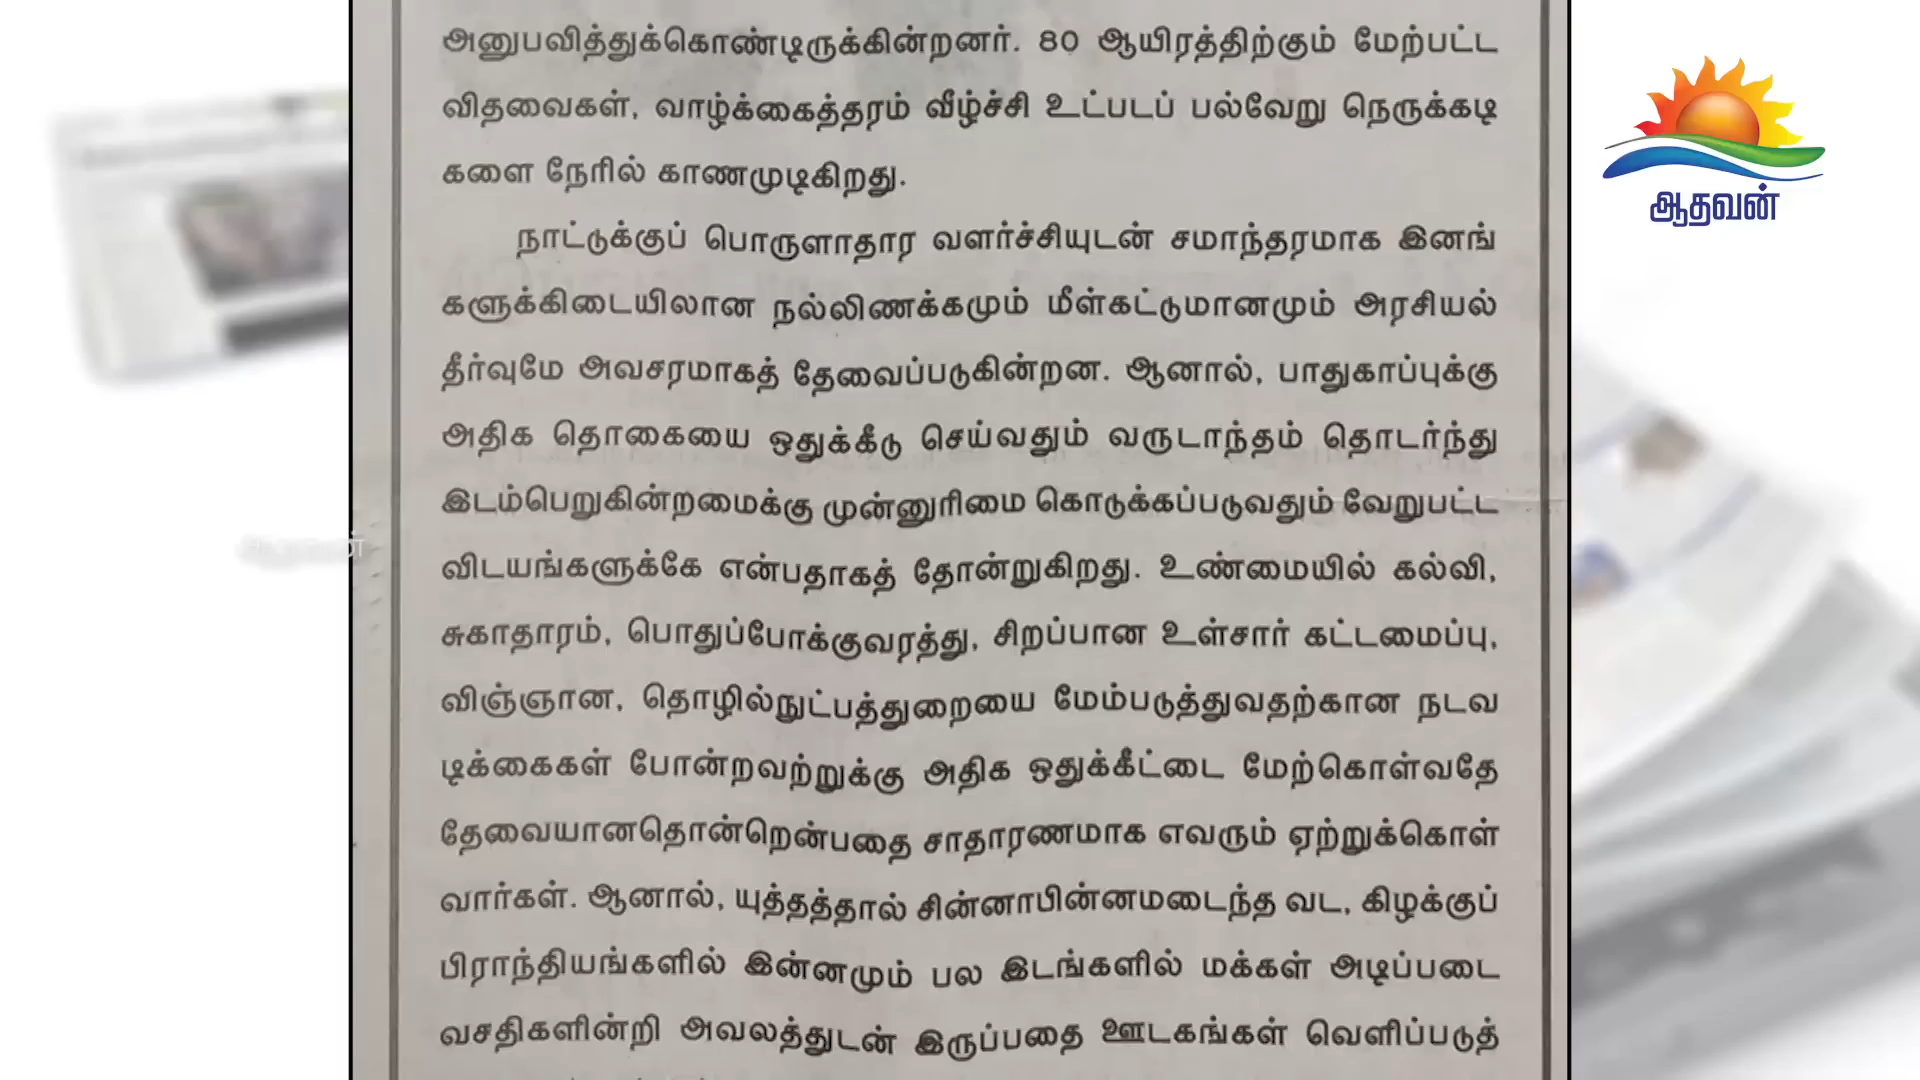 அனுபவித்துக்கொண்டிருக்கின்றனர். 80 ஆயிரத்திற்கும் மேற்பட்ட
விதவைகள், வாழ்க்கைத்தரம் வீழ்ச்சி உட்படப் பல்வேறு நெருக்கடி
களை நேரில் காணமுடிகிறது.
நாட்டுக்குப் பொருளாதார வளர்ச்சியுடன் சமாந்தரமாக இனங்
களுக்கிடையிலான நல்லிணக்கமும் மீள்கட்டுமானமும் அரசியல்
தீர்வுமே அவசரமாகத் தேவைப்படுகின்றன. ஆனால், பாதுகாப்புக்கு
அதிக தொகையை ஒதுக்கீடு செய்வதும் வருடாந்தம் தொடர்ந்து
இடம்பெறுகின்றமைக்கு முன்னுரிமை கொடுக்கப்படுவதும் வேறுபட்ட
விடயங்களுக்கே என்பதாகத் தோன்றுகிறது. உண்மையில் கல்வி,
சுகாதாரம், பொதுப்போக்குவரத்து, சிறப்பான உள்சார் கட்டமைப்பு,
விஞ்ஞான, தொழில்நுட்பத்துறையை மேம்படுத்துவதற்கான நடவ
டிக்கைகள் போன்றவற்றுக்கு அதிக ஒதுக்கீட்டை மேற்கொள்வதே
தேவையானதொன்றென்பதை சாதாரணமாக எவரும் ஏற்றுக்கொள்
வார்கள். ஆனால், யுத்தத்தால் சின்னாபின்னமடைந்த வட, கிழக்குப்
பிராந்தியங்களில் இன்னமும் பல இடங்களில் மக்கள் அடிப்படை
வசதிகளின்றி அவலத்துடன் இருப்பதை ஊடகங்கள் வெளிப்படுத்
ஆதவன்
ஆதவன்